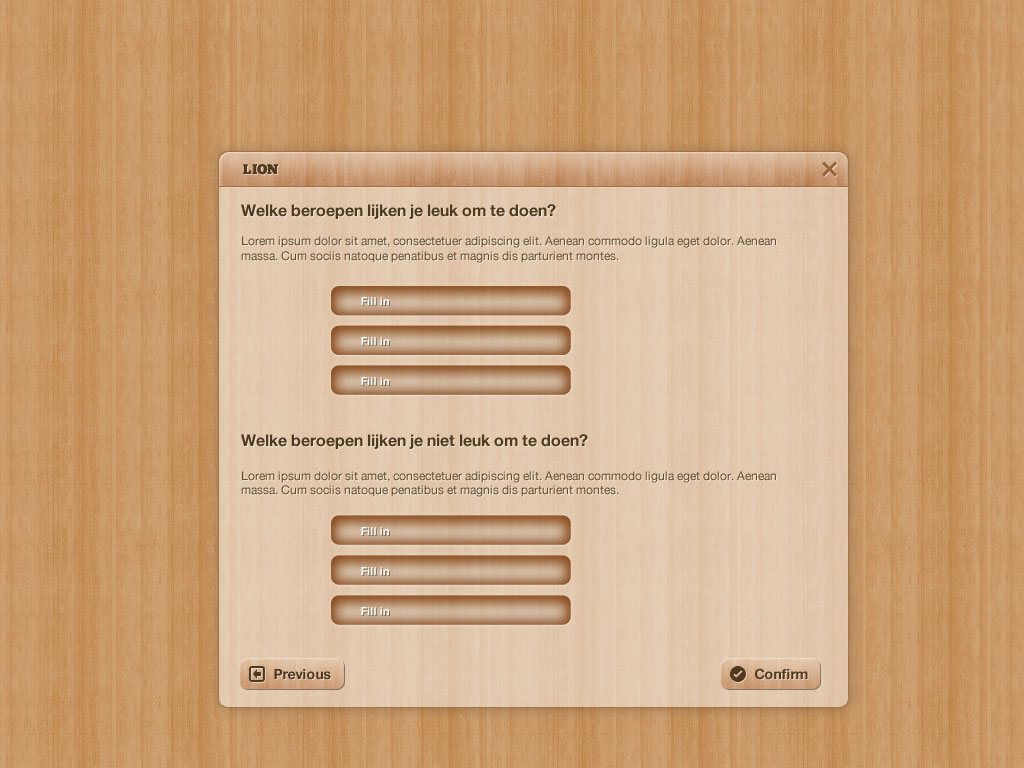 LION
Welke beroepen lijken je leuk om te doen?
Lorem ipsum dolor sit amet, consectetuer adipiscing elit. Aenean commodo ligula eget dolor. Aenean
massa. Cum sociis natoque penatibus et magnis dis parturient montes.
Fill in
Fill in
Fill in
Welke beroepen lijken je niet leuk om te doen?
Lorem ipsum dolor sit amet, consectetuer adipiscing elit. Aenean commodo ligula eget dolor. Aenean
massa. Cum sociis natoque penatibus et magnis dis parturient montes.
Fill in
Fill in
Fill in
Previous
Confirm